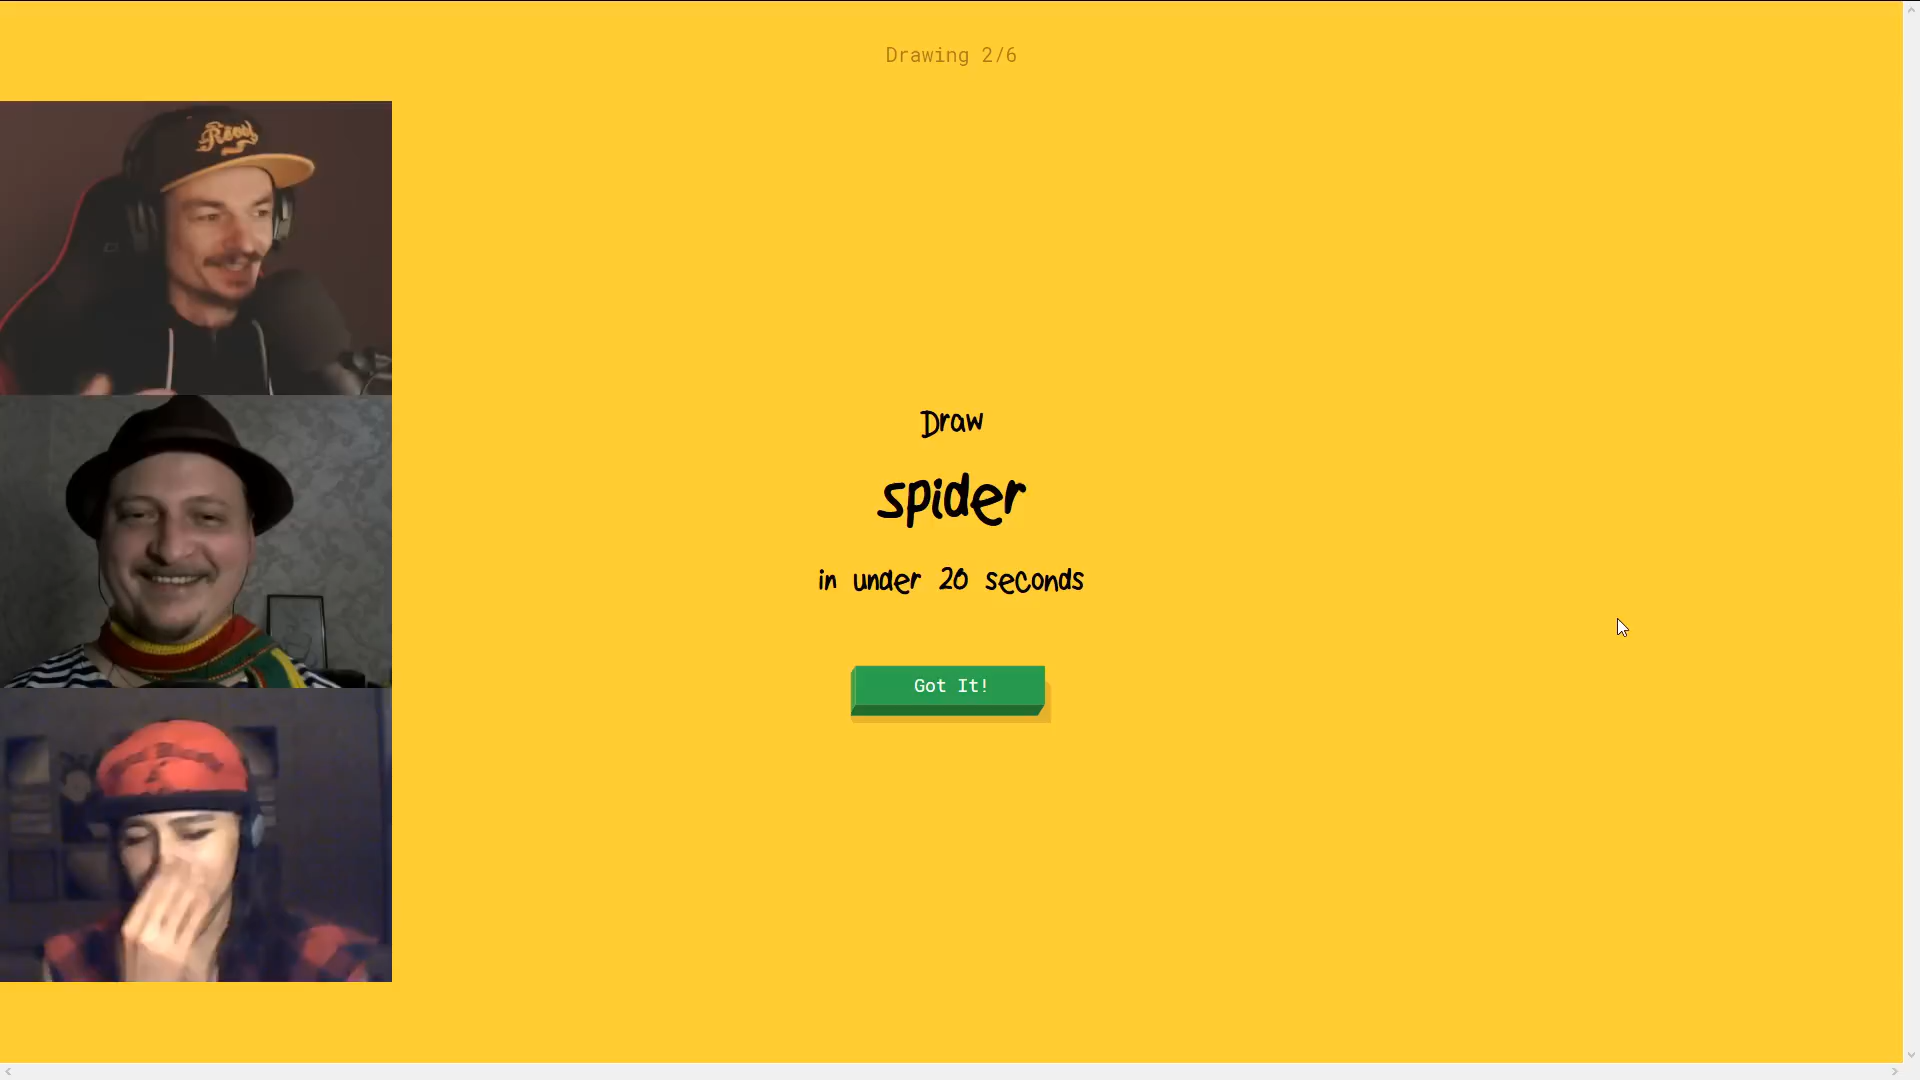 Drawing 2/6
Draw
spider
in under 20 seconds
Got It!